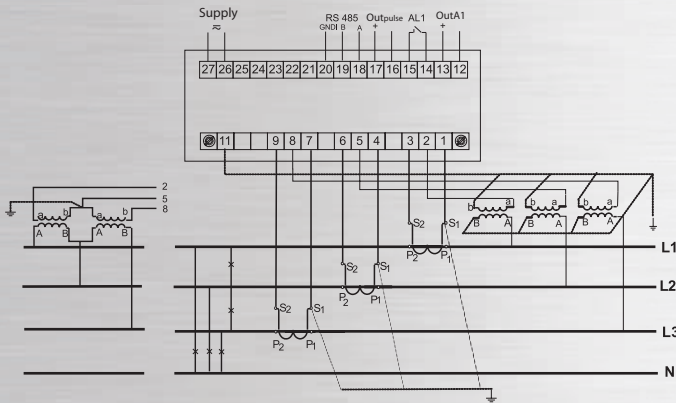 Supply
≂
RS 485
GNDI B A
Outpulse
+
AL1
OutA1
+
27 26 25 24 23 22 21 20 19 18 17 16 15 14 13 12
11 9 8 7 6 5 4 3 2 1
2
5
8
a b b a
A B A B
b a b a b a
B A B A B A
S2 S1
P2 P1
L1
S2 S1
P2 P1
L2
S2 S1
P2 P1
L3
N